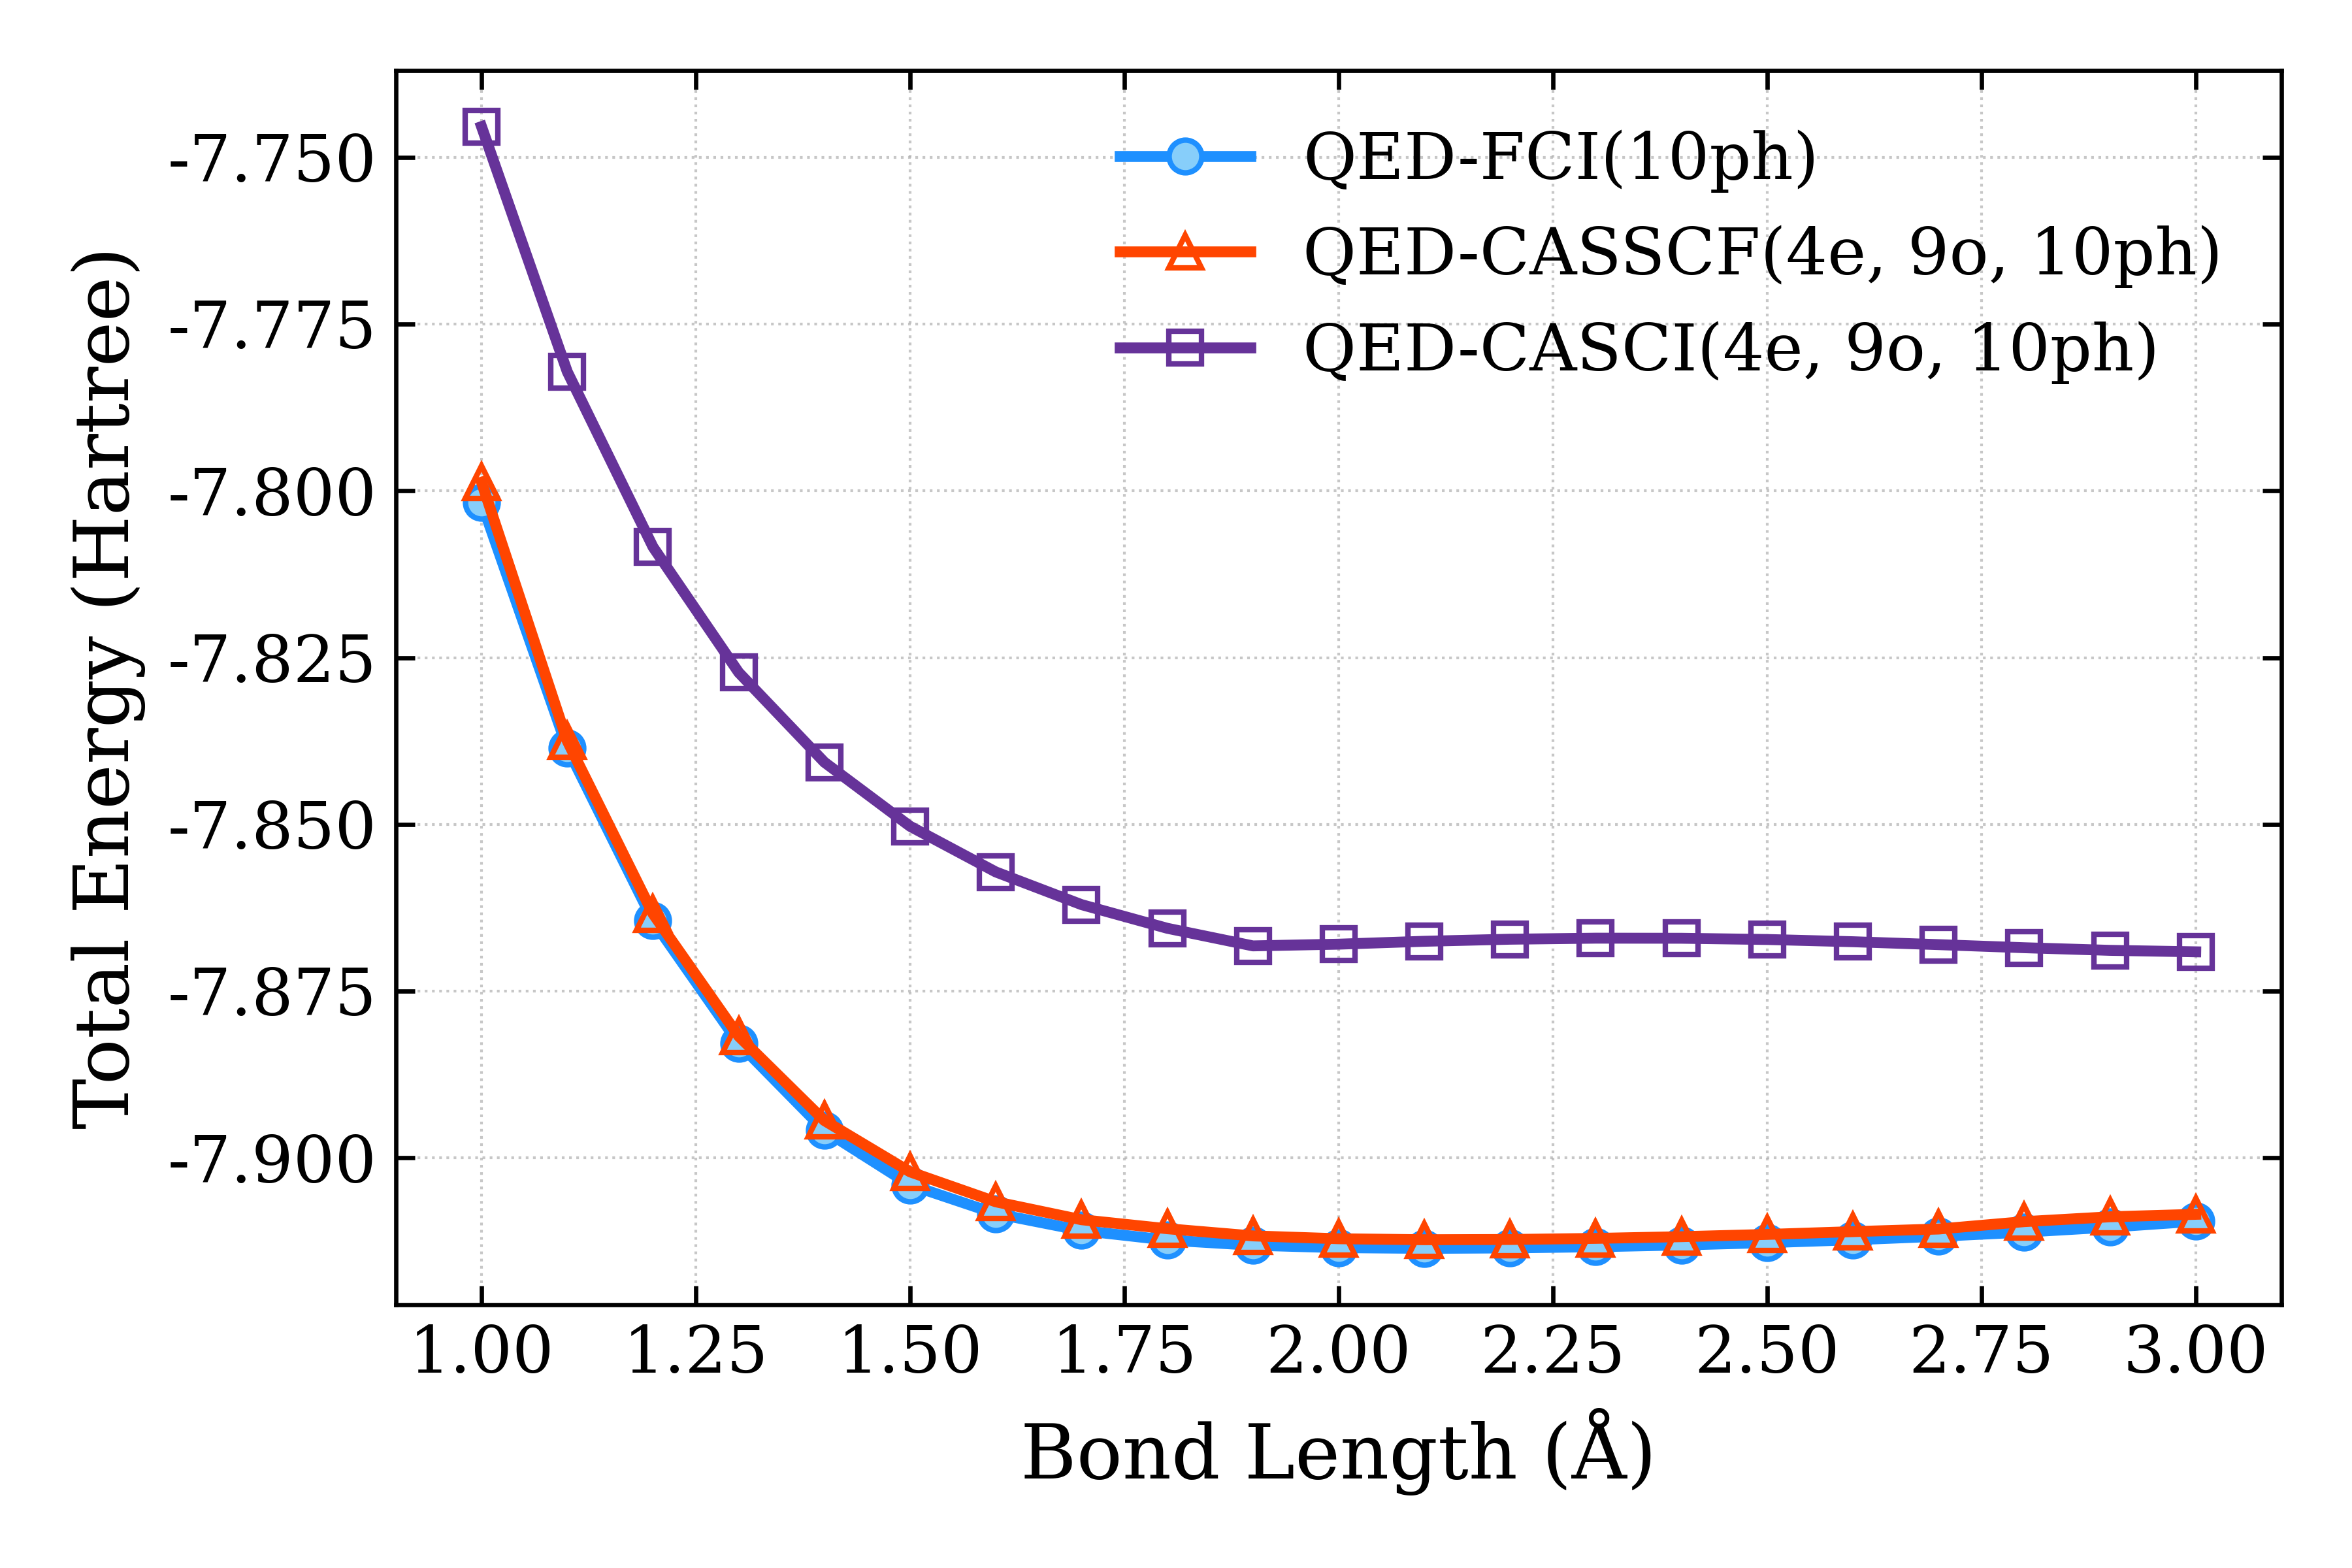 QED-FCI(10ph)
QED-CASSCF(4e, 9o, 10ph)
QED-CASCI(4e, 9o, 10ph)
Total Energy (Hartree)
-7.750
-7.775
-7.800
-7.825
-7.850
-7.875
-7.900
1.00 1.25 1.50 1.75 2.00 2.25 2.50 2.75 3.00
Bond Length (Å)